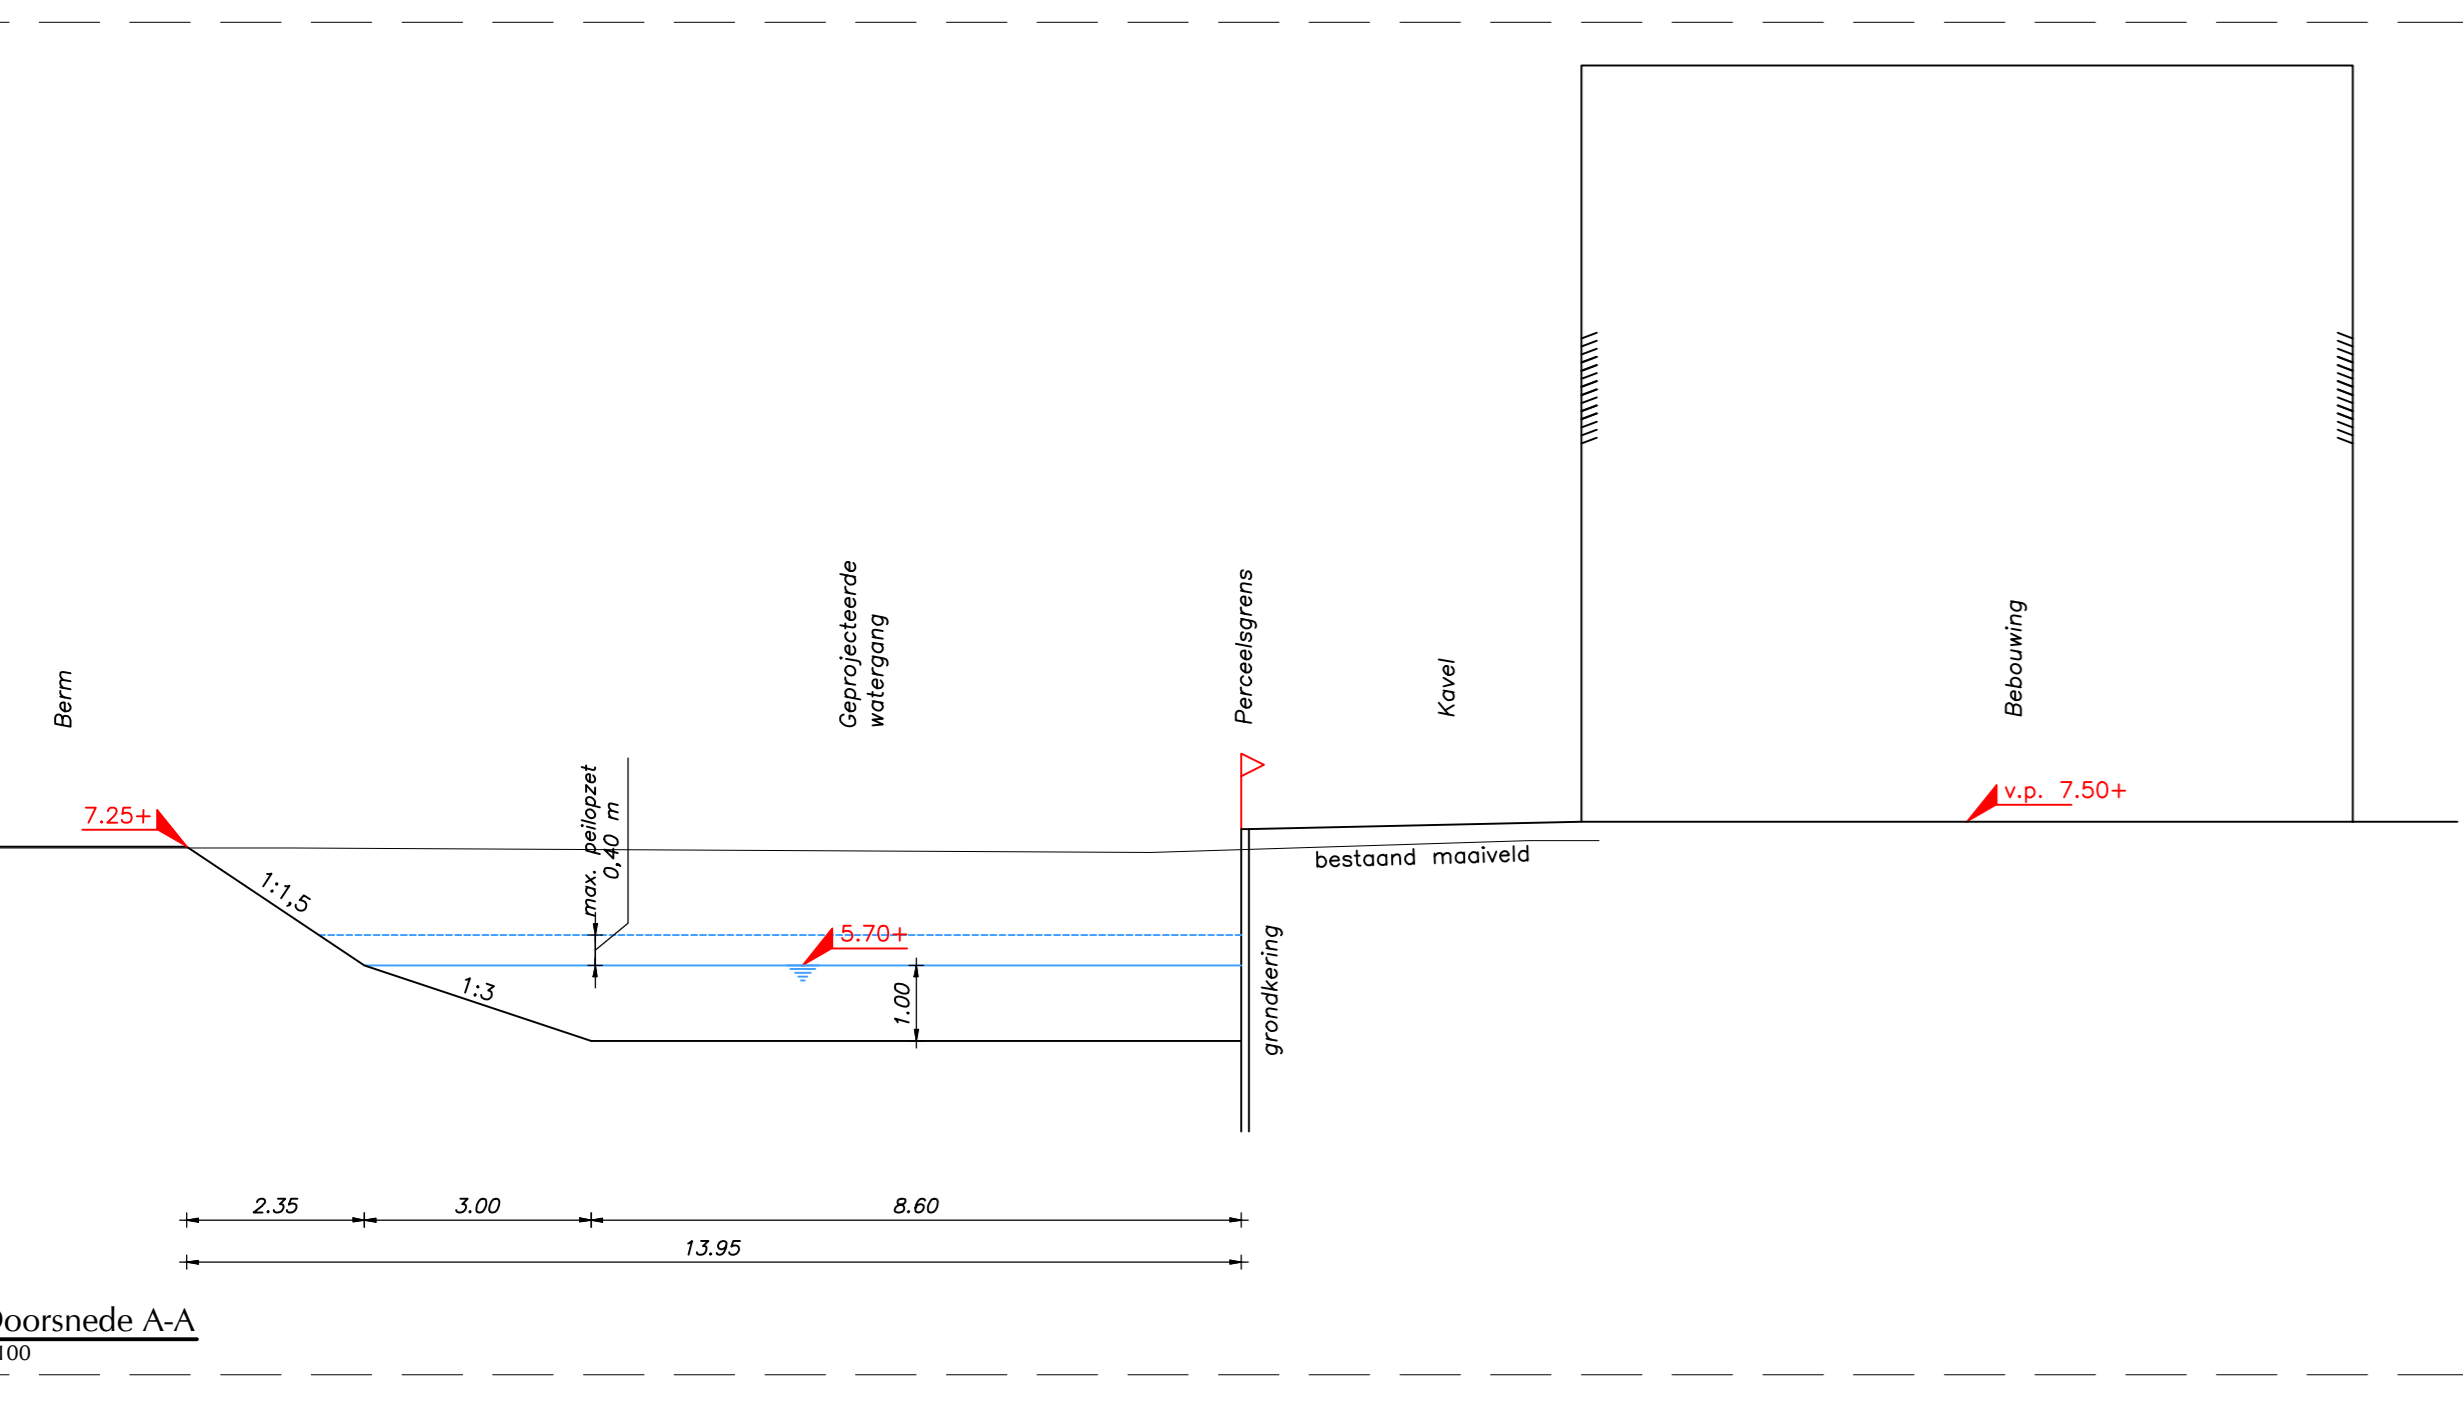 Berm
Geprojecteerde
watergang
Perceelsgrens
Kavel
Bebouwing
7.25+
max. peilopzet
0,40 m
v.p. 7.50+
bestaand maaiveld
1:1,5
5.70+
1:3
1.00
grondkering
2.35
3.00
8.60
13.95
oorsnede A-A
100